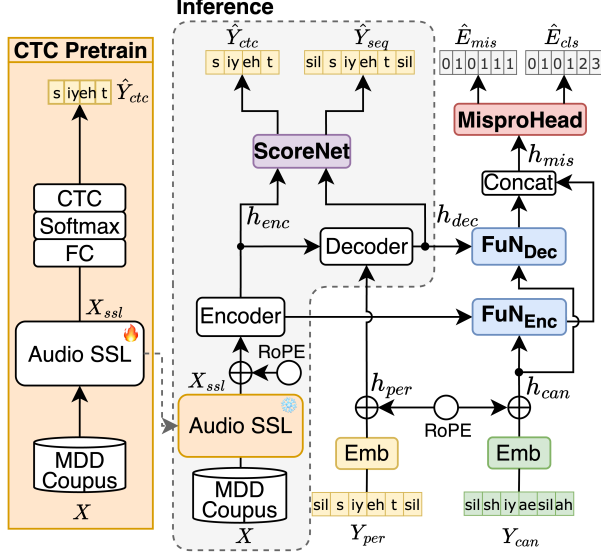 Inference
CTC Pretrain
s iy eh t Ŷctc
CTC
Softmax
FC
Xssl
Audio SSL
MDD
Coupus
X
Ŷctc Ŷseq
s iy eh t sil s iy eh t sil
ScoreNet
henc hdec
Decoder
Encoder
RoPE
Xssl
Audio SSL
MDD
Coupus
X
Êmis Êcls
0 1 0 1 1 1 0 1 0 1 2 3
MisproHead
hmis
Concat
FuNDec
FuNEnc
hper hcan
RoPE
Emb Emb
sil s iy eh t sil sil sh iy ae sil ah
Yper Ycan